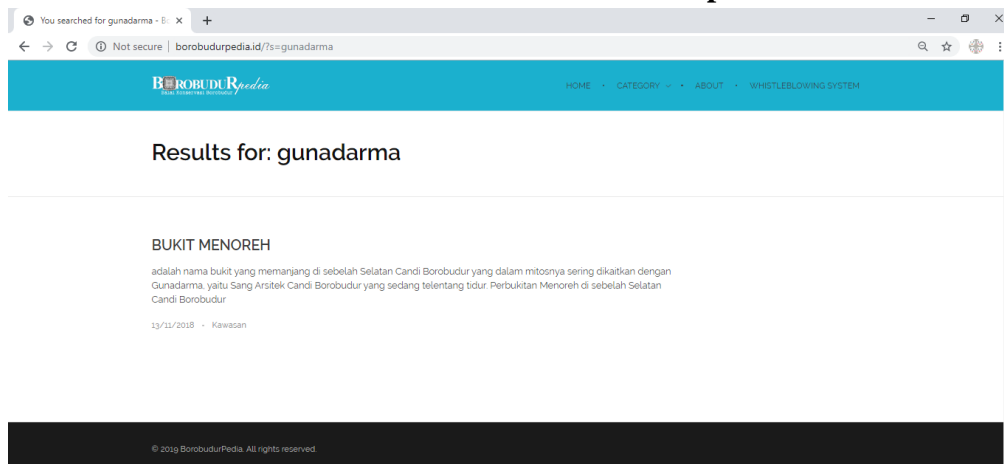 You searched for gunadarma - Bo
Not secure | borobudurpedia.id/?s=gunadarma
BOROBUDURpedia
HOME • CATEGORY • ABOUT • WHISTLEBLOWING SYSTEM
Results for: gunadarma
BUKIT MENOREH
adalah nama bukit yang memanjang di sebelah Selatan Candi Borobudur yang dalam mitosnya sering dikaitkan dengan
Gunadarma, yaitu Sang Arsitek Candi Borobudur yang sedang telentang tidur. Perbukitan Menoreh di sebelah Selatan
Candi Borobudur
13/11/2018 - Kawasan
© 2019 BorobudurPedia. All rights reserved.